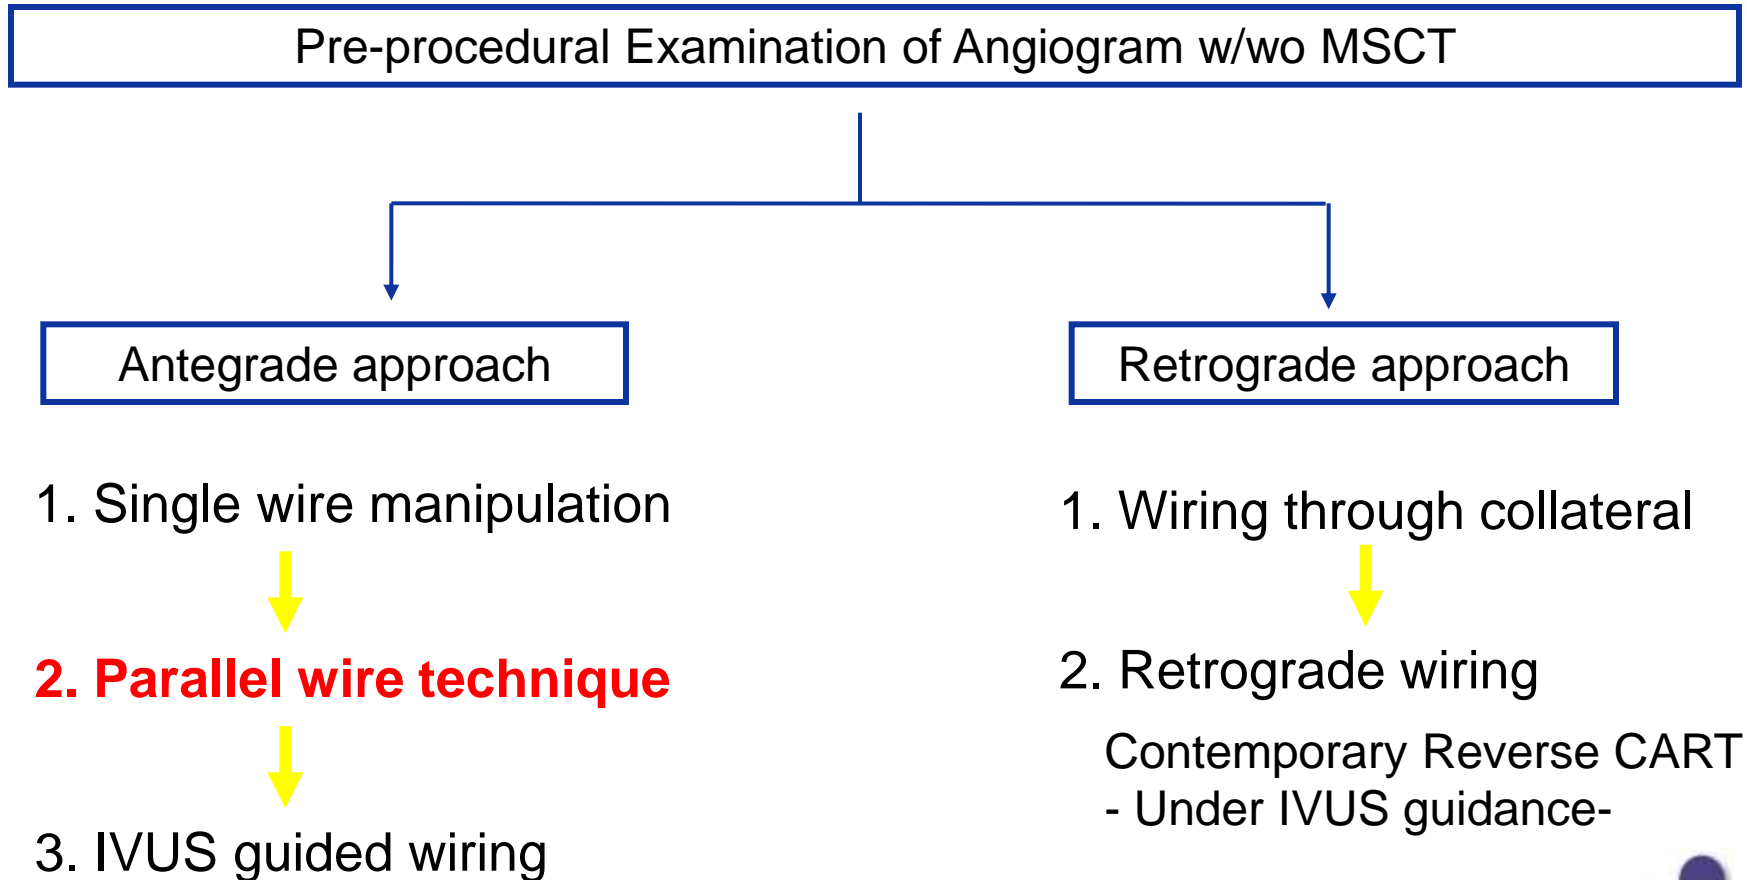 Pre-procedural Examination of Angiogram w/wo MSCT
Antegrade approach
1. Single wire manipulation
2. Parallel wire technique
3. IVUS guided wiring
Retrograde approach
1. Wiring through collateral
2. Retrograde wiring
Contemporary Reverse CART
- Under IVUS guidance-